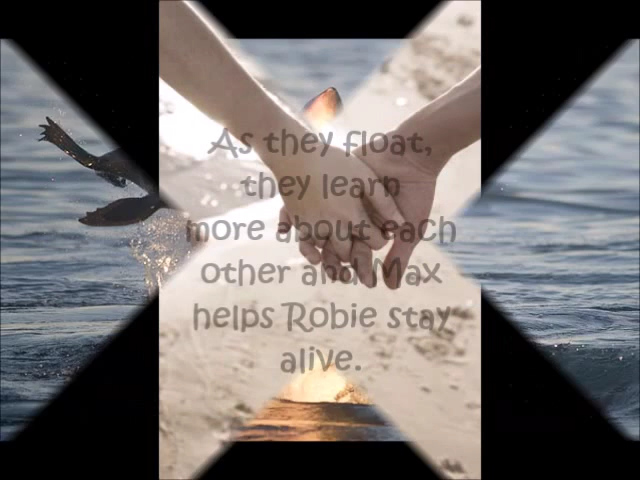 As they float,
they learn
more about each
other and Max
helps Robie stay
alive.